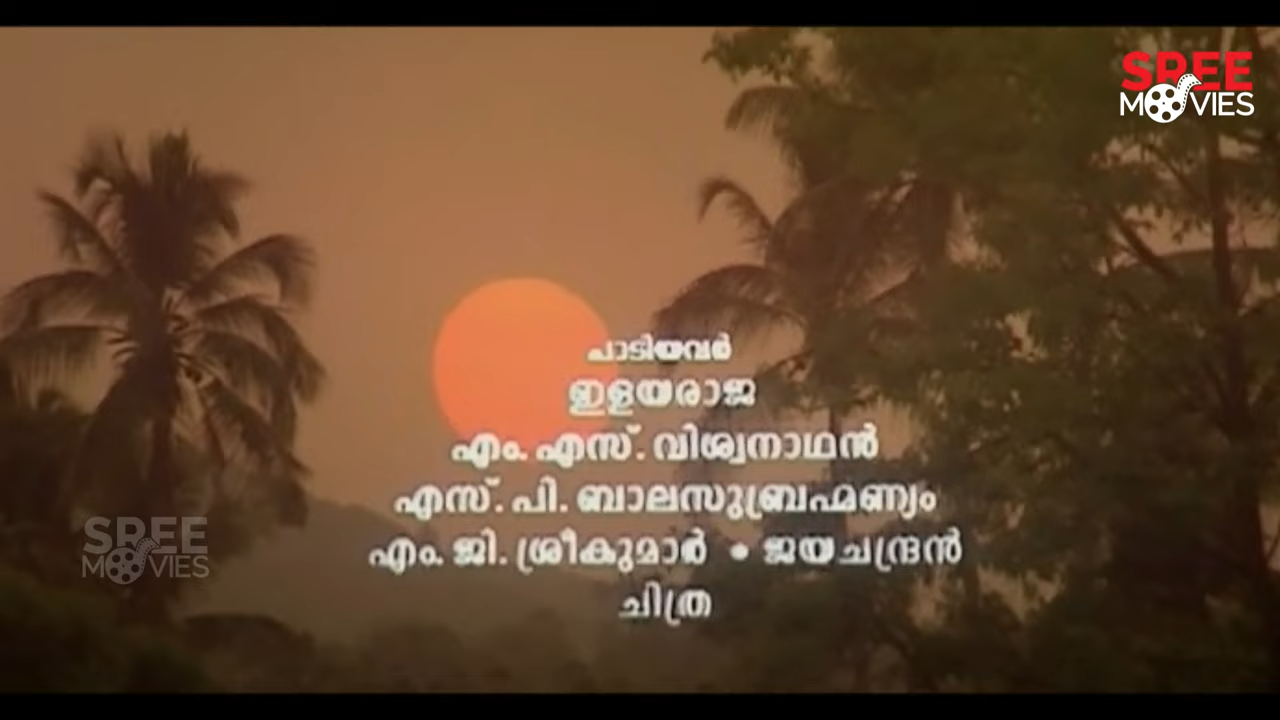 SREE
MOVIES
പാടിയവർ
ഇളയരാജ
എം. എസ്. വിശ്വനാഥൻ
എസ്. പി. ബാലസുബ്രഹ്മണ്യം
എം. ജി. ശ്രീകുമാർ • ജയചന്ദ്രൻ
ചിത്ര
SREE
MOVIES